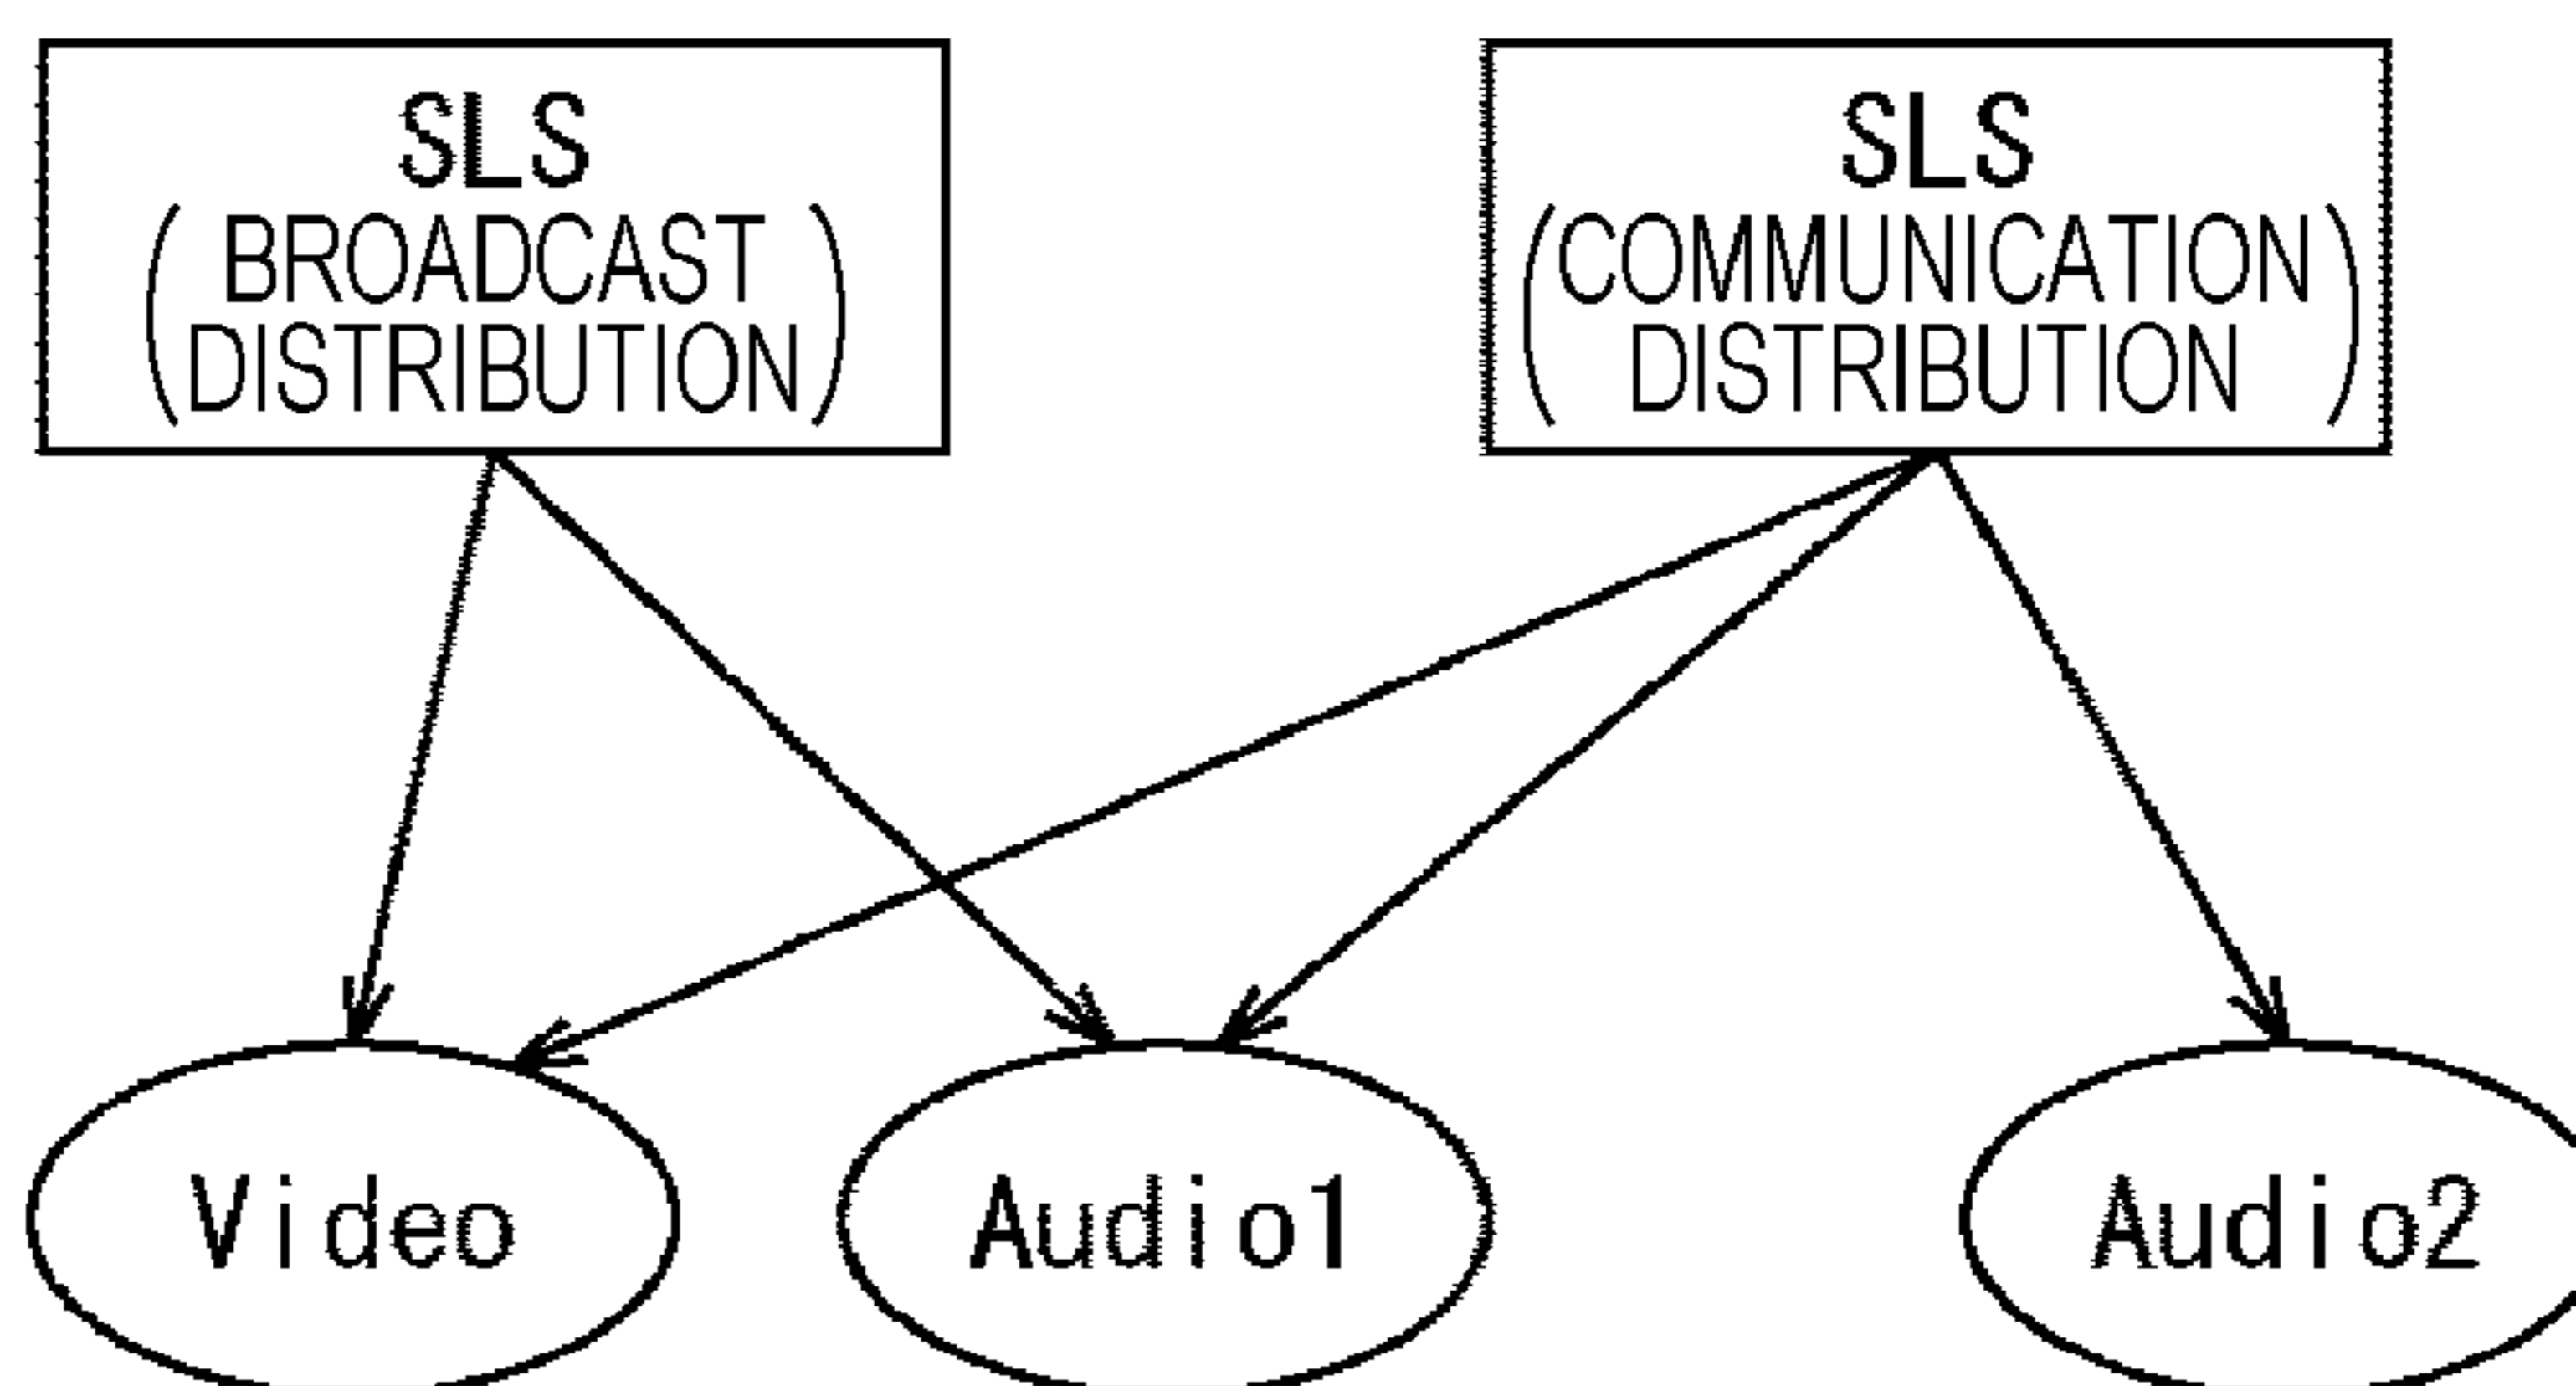 SLS
(BROADCAST
DISTRIBUTION)
SLS
(COMMUNICATION
DISTRIBUTION)
Video
Audio1
Audio2